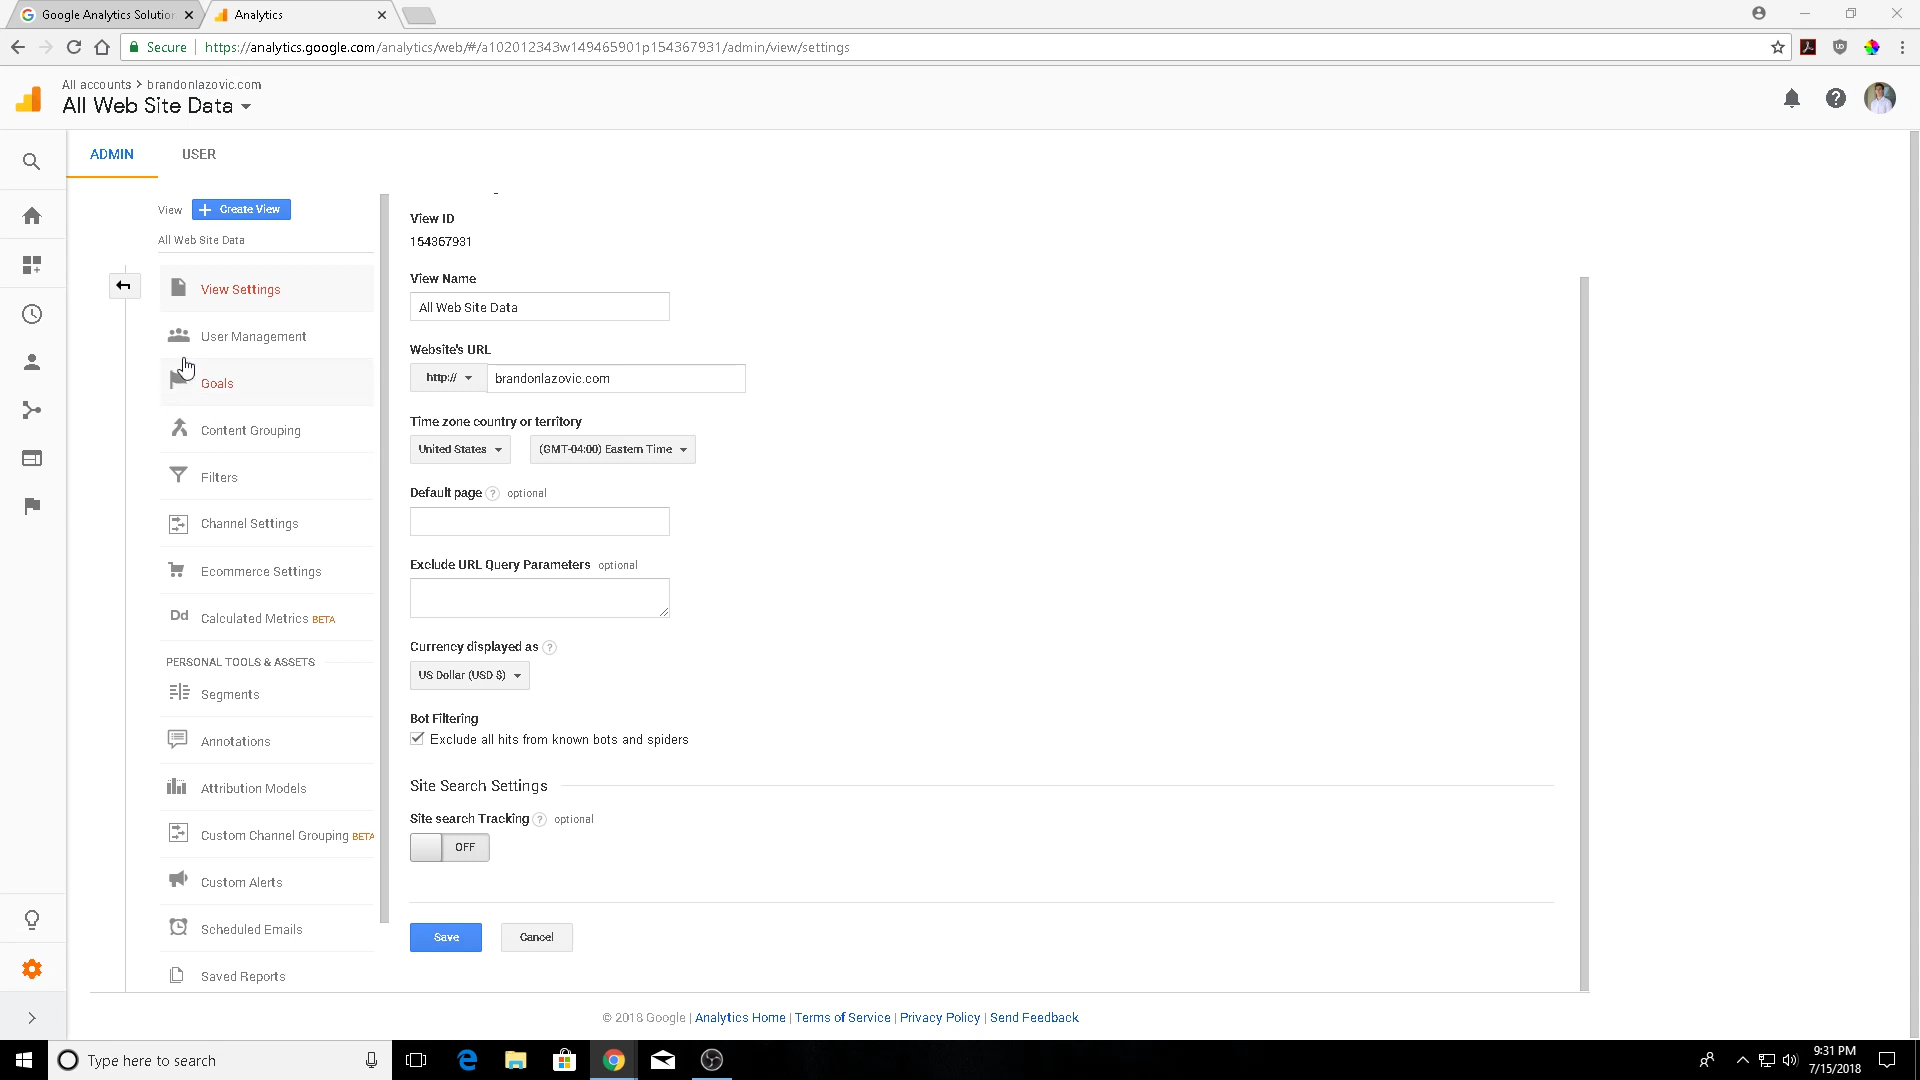 Google Analytics Solution
Analytics
Secure
https://analytics.google.com/analytics/web/#/a102012343w149465901p154367931/admin/view/settings
All accounts > brandonlazovic.com
All Web Site Data
ADMIN
USER
View
Create View
All Web Site Data
View Settings
User Management
Goals
Content Grouping
Filters
Channel Settings
Ecommerce Settings
Dd
Calculated Metrics BETA
PERSONAL TOOLS & ASSETS
Segments
Annotations
Attribution Models
Custom Channel Grouping BETA
Custom Alerts
Scheduled Emails
Saved Reports
View ID
154367931
View Name
All Web Site Data
Website's URL
http://
brandonlazovic.com
Time zone country or territory
United States
(GMT-04:00) Eastern Time
Default page ? optional
Exclude URL Query Parameters optional
Currency displayed as ?
US Dollar (USD $)
Bot Filtering
Exclude all hits from known bots and spiders
Site Search Settings
Site search Tracking ? optional
OFF
Save
Cancel
© 2018 Google | Analytics Home | Terms of Service | Privacy Policy | Send Feedback
Type here to search
9:31 PM
7/15/2018